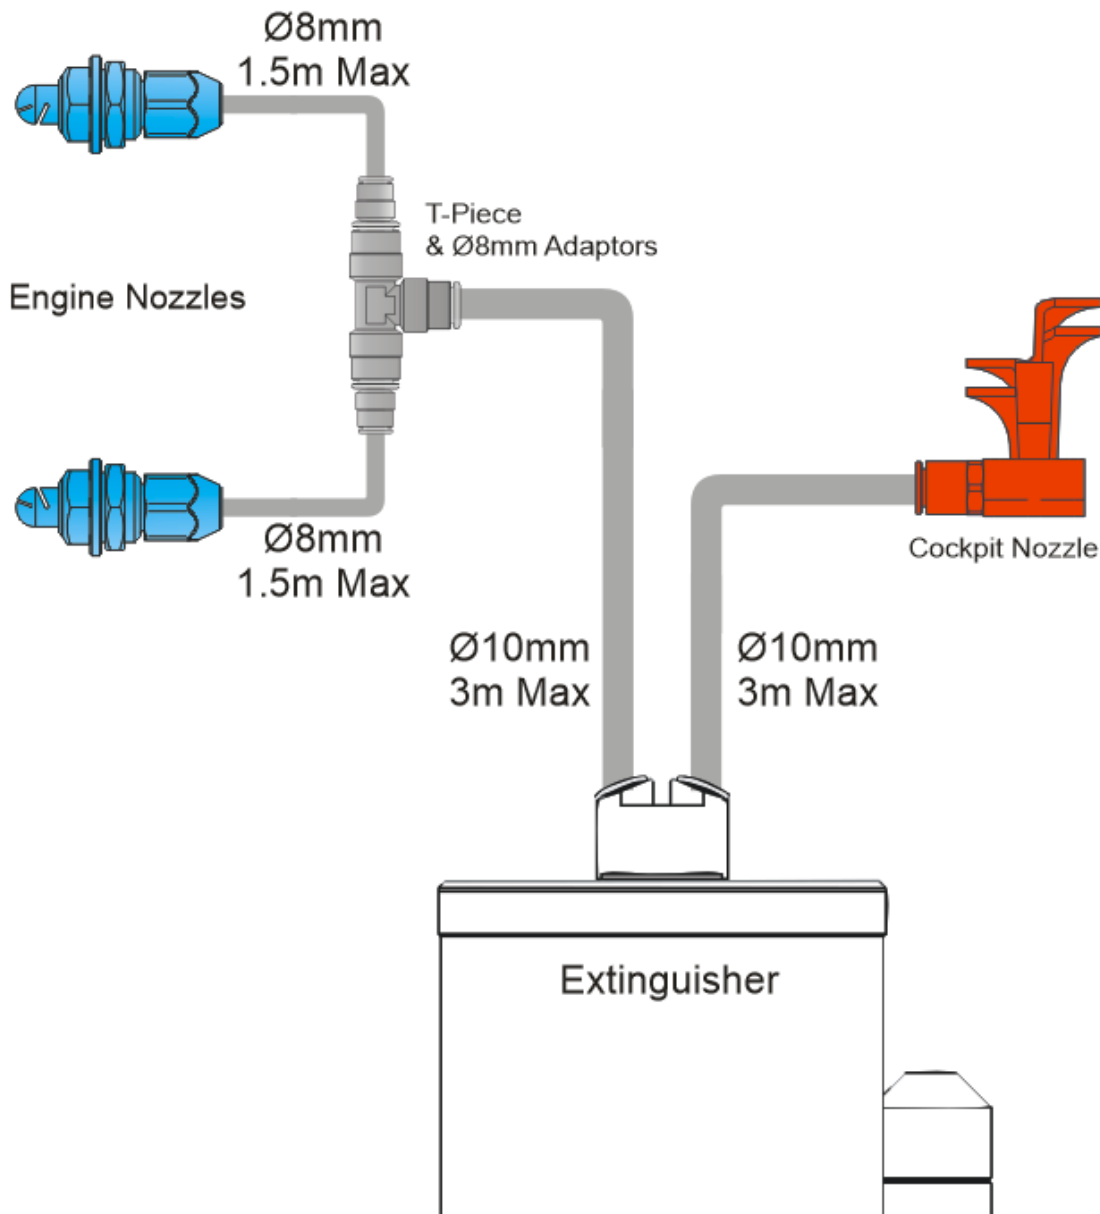 Ø8mm
1.5m Max
T-Piece
& Ø8mm Adaptors
Engine Nozzles
Ø8mm
1.5m Max
Cockpit Nozzle
Ø10mm
3m Max
Ø10mm
3m Max
Extinguisher